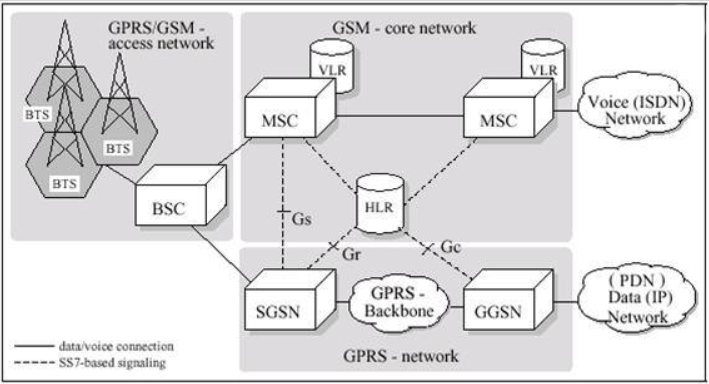 GPRS/GSM -
access network
GSM - core network
VLR
VLR
BTS
BTS
BTS
MSC
MSC
Voice (ISDN)
Network
BSC
HLR
Gs
Gr
Gc
SGSN
GPRS -
Backbone
GGSN
( PDN )
Data (IP)
Network
data/voice connection
SS7-based signaling
GPRS - network